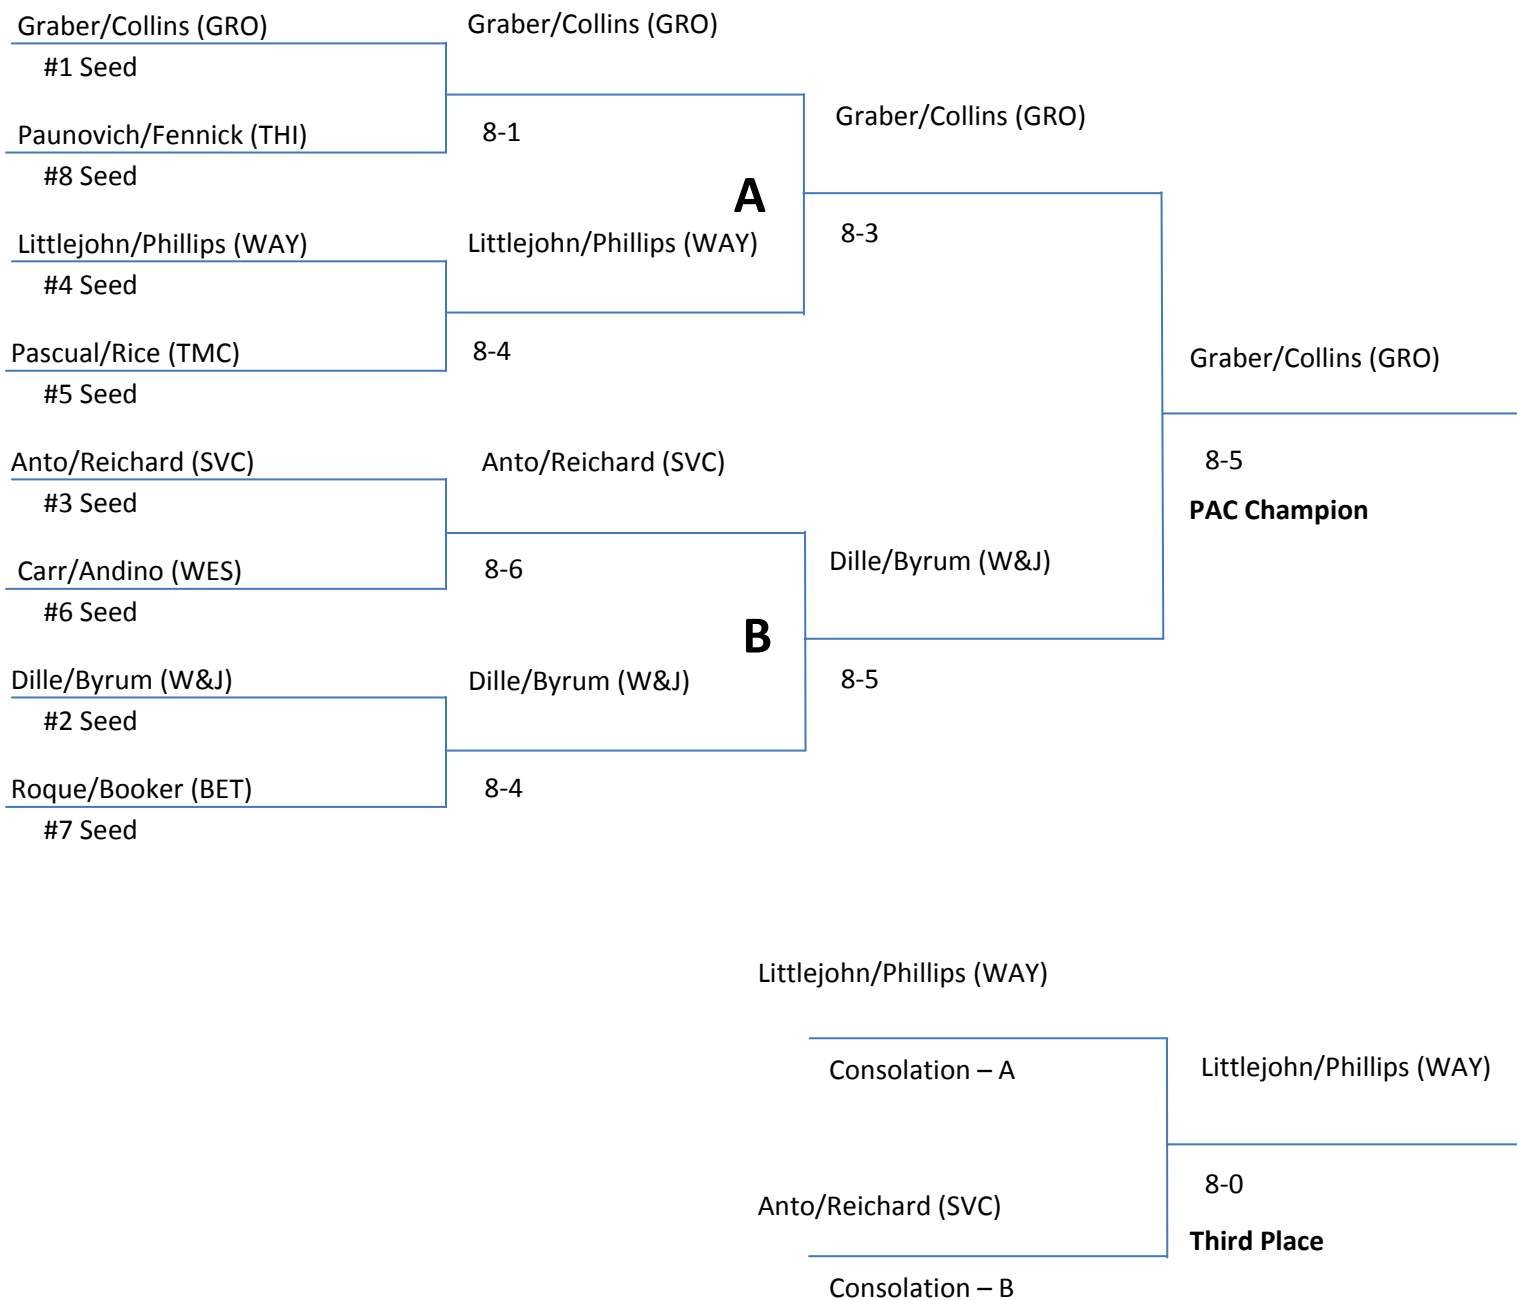 Graber/Collins (GRO)
#1 Seed
Paunovich/Fennick (THI)
#8 Seed
Littlejohn/Phillips (WAY)
#4 Seed
Pascual/Rice (TMC)
#5 Seed
Anto/Reichard (SVC)
#3 Seed
Carr/Andino (WES)
#6 Seed
Dille/Byrum (W&J)
#2 Seed
Roque/Booker (BET)
#7 Seed
Graber/Collins (GRO)
8-1
A
Littlejohn/Phillips (WAY)
8-4
Anto/Reichard (SVC)
8-6
B
Dille/Byrum (W&J)
8-4
Graber/Collins (GRO)
8-3
Dille/Byrum (W&J)
8-5
Graber/Collins (GRO)
8-5
PAC Champion
Littlejohn/Phillips (WAY)
Consolation – A
Anto/Reichard (SVC)
Consolation – B
Littlejohn/Phillips (WAY)
8-0
Third Place